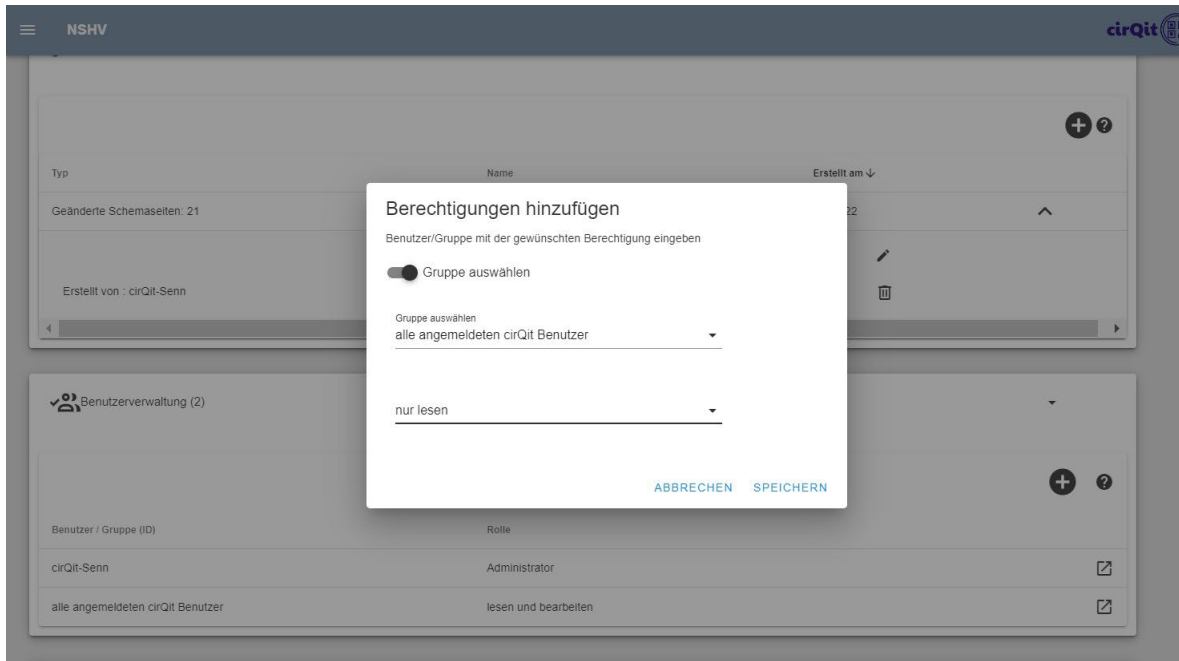 NSHV
cirQit
Typ Name Erstellt am
Geänderte Schemaseiten: 21 22
Erstellt von : cirQit-Senn
Berechtigungen hinzufügen
Benutzer/Gruppe mit der gewünschten Berechtigung eingeben
Gruppe auswählen
Gruppe auswählen
alle angemeldeten cirQit Benutzer
nur lesen
ABBRECHEN SPEICHERN
Benutzerverwaltung (2)
Benutzer / Gruppe (ID) Rolle
cirQit-Senn Administrator
alle angemeldeten cirQit Benutzer lesen und bearbeiten